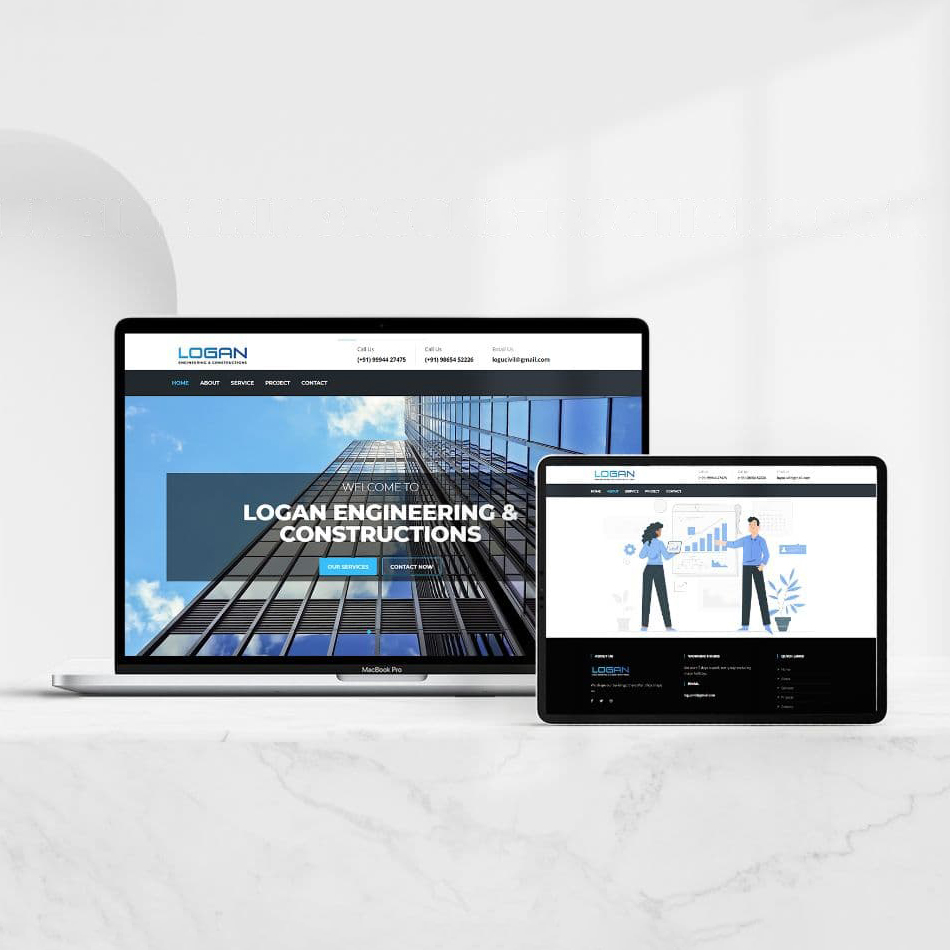 LOGAN
ENGINEERING & CONSTRUCTIONS
Call Us
(+91) 99944 27475
Call Us
(+91) 98654 52226
Email Us
logucivil@gmail.com
HOME ABOUT SERVICE PROJECT CONTACT
WELCOME TO
LOGAN ENGINEERING &
CONSTRUCTIONS
OUR SERVICES CONTACT NOW
MacBook Pro
LOGAN
HOME ABOUT SERVICE PROJECT CONTACT
LOGAN